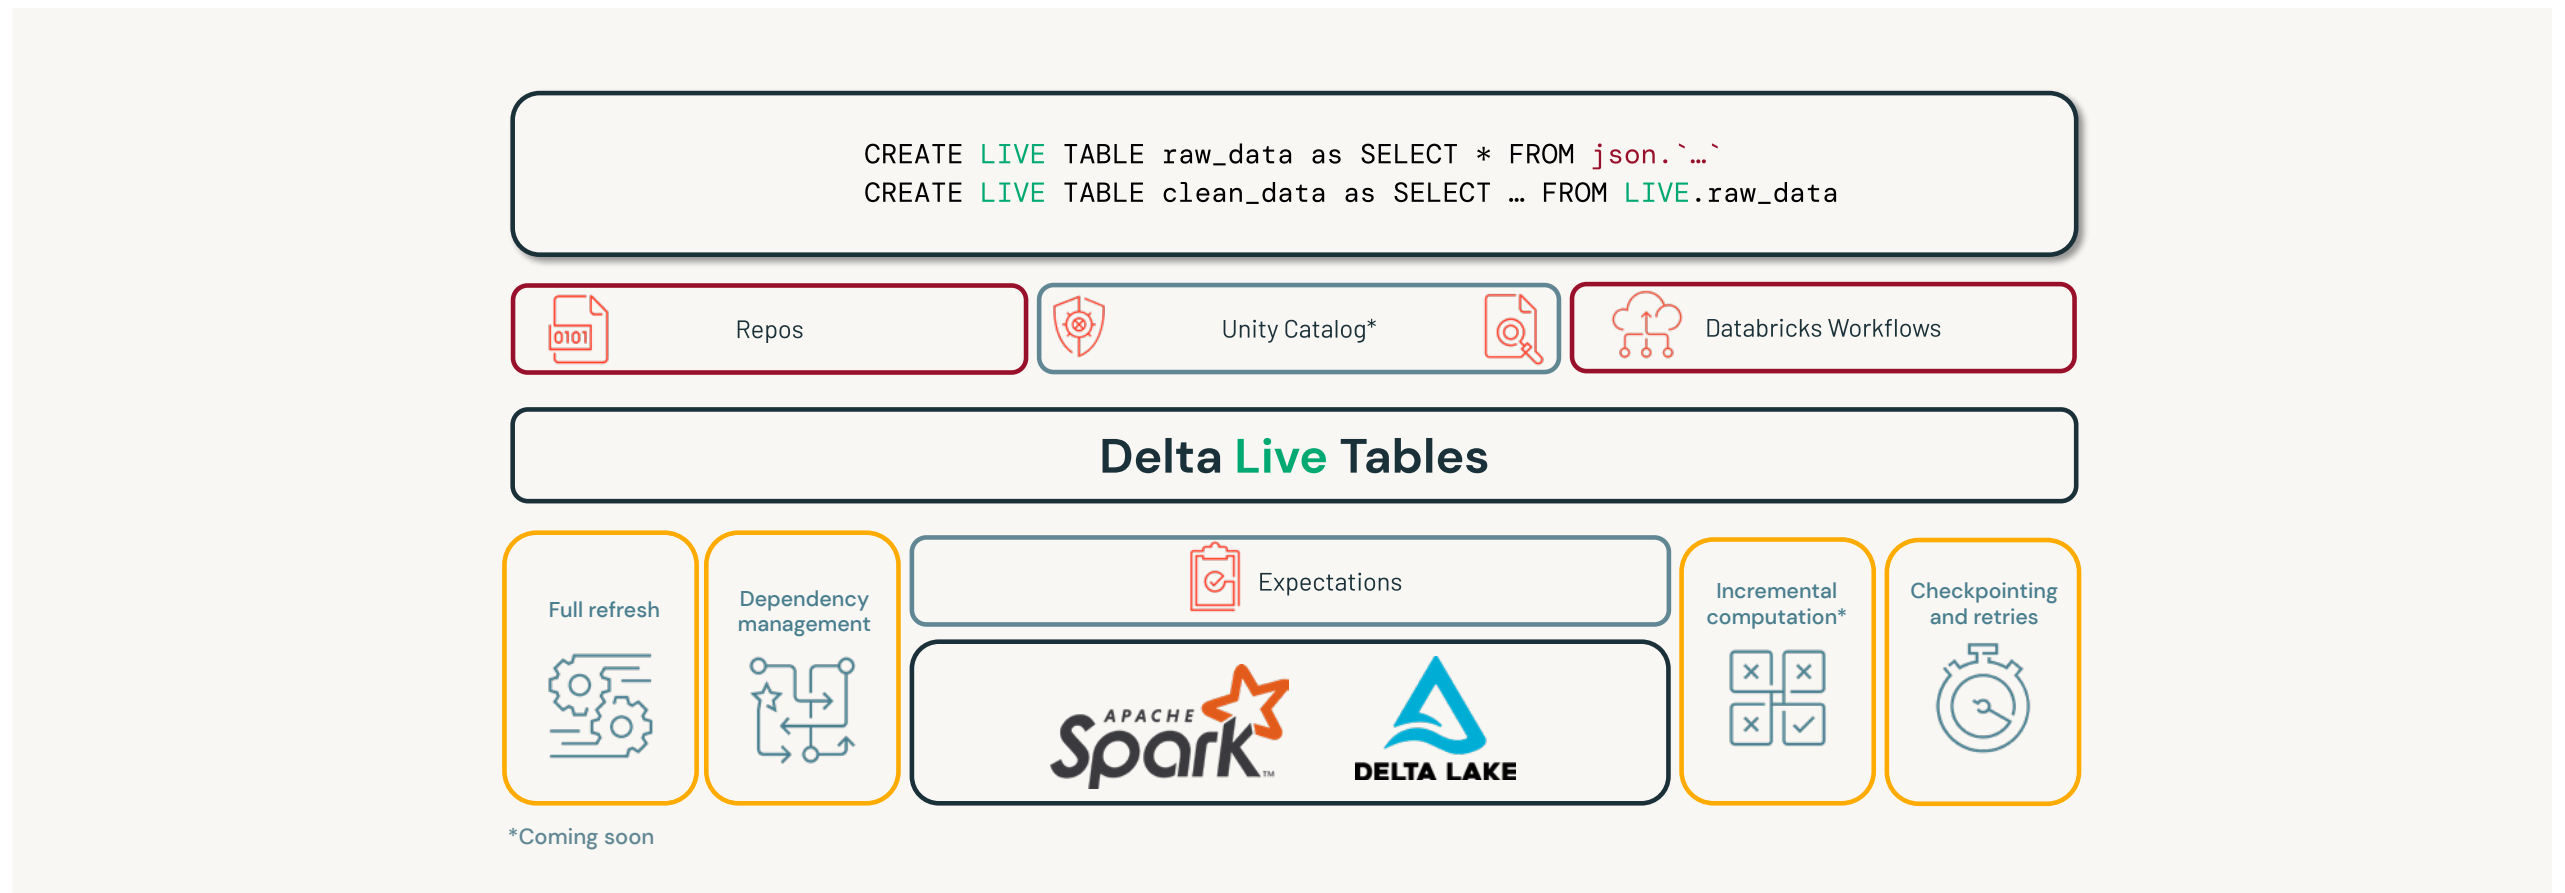 CREATE LIVE TABLE raw_data as SELECT * FROM json.`…`
CREATE LIVE TABLE clean_data as SELECT … FROM LIVE.raw_data
0101
Repos
Unity Catalog*
Databricks Workflows
Delta Live Tables
Full refresh
Dependency
management
Expectations
APACHE
Spark™
DELTA LAKE
Incremental
computation*
Checkpointing
and retries
*Coming soon